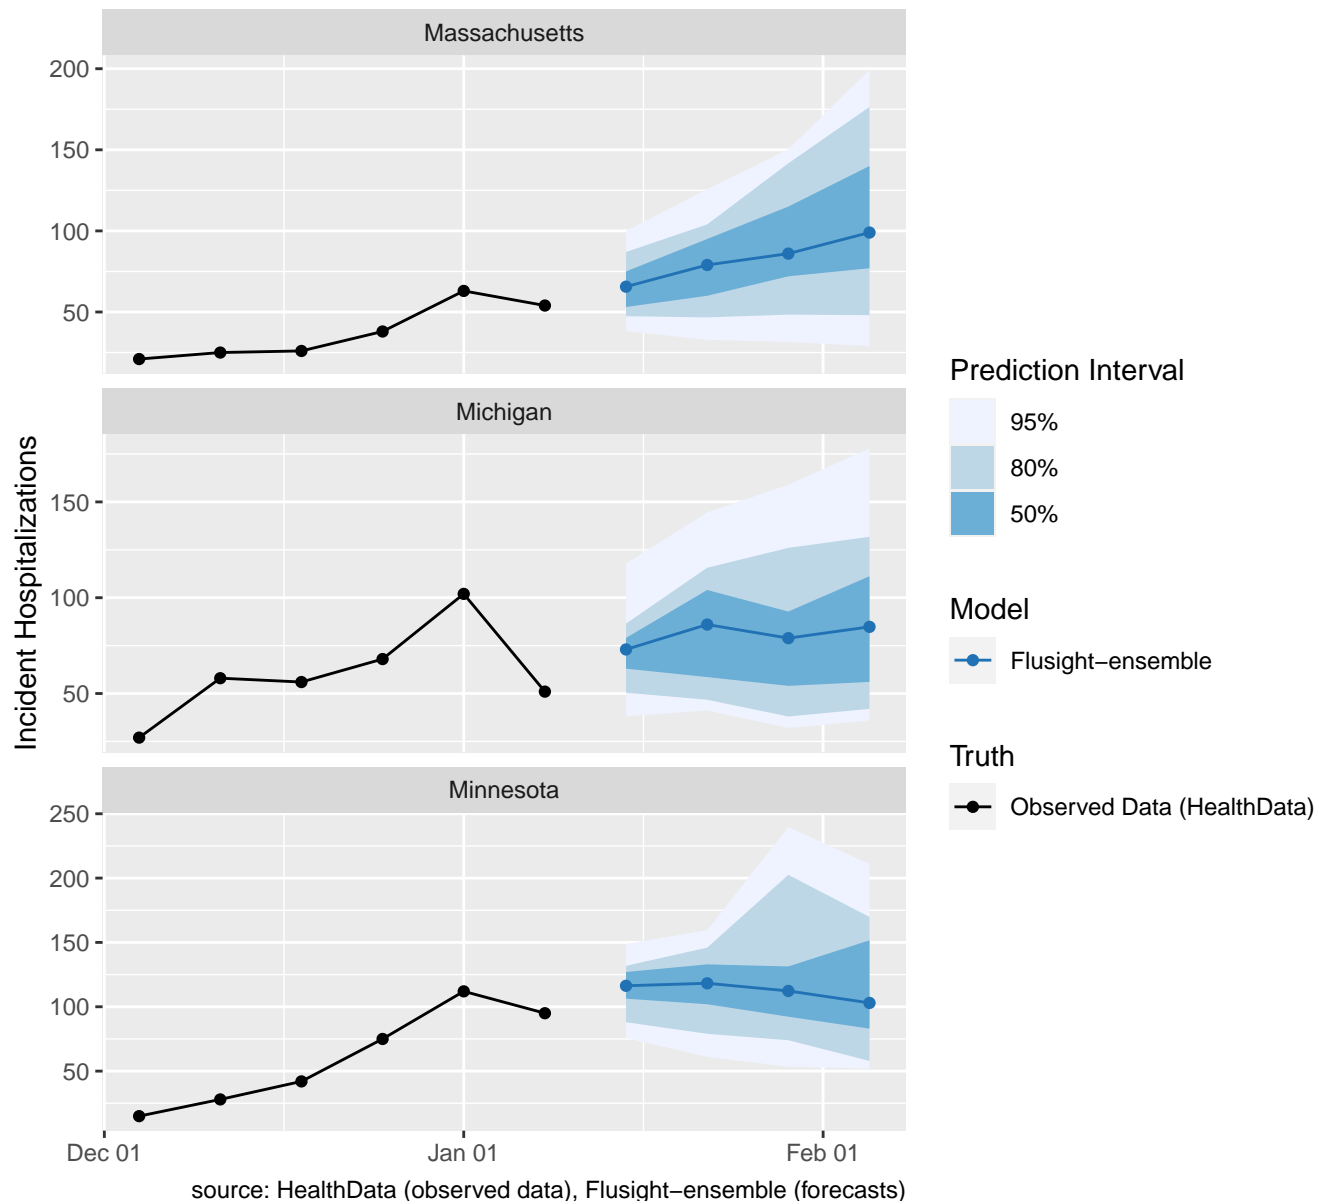 Massachusetts
200
150
100
50
Michigan
150
100
50
Minnesota
250
200
150
100
50
Dec 01
Jan 01
Feb 01
Incident Hospitalizations
source: HealthData (observed data), Flusight−ensemble (forecasts)
Prediction Interval
95%
80%
50%
Model
Flusight−ensemble
Truth
Observed Data (HealthData)